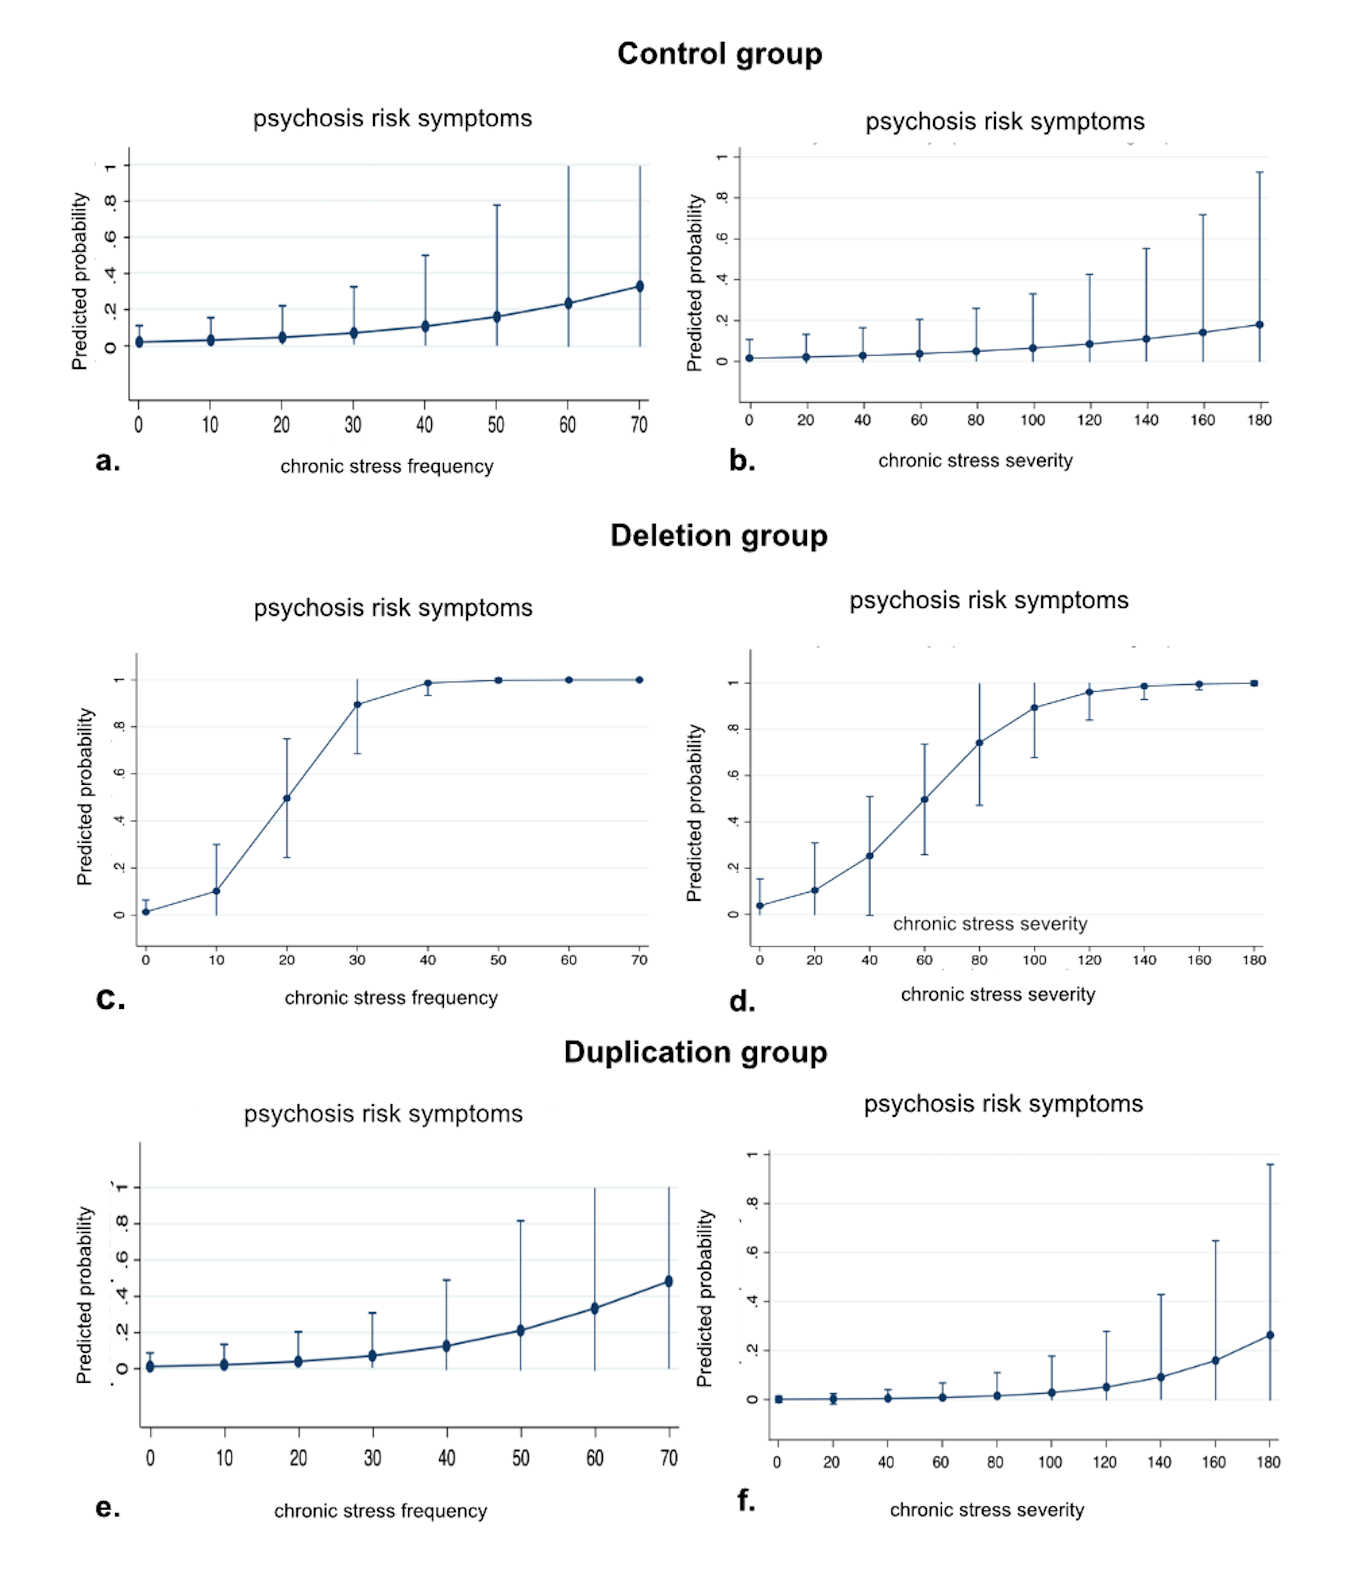 Control group
psychosis risk symptoms
Predicted probability
1
.8
.6
.4
.2
0
0 10 20 30 40 50 60 70
a.
chronic stress frequency
psychosis risk symptoms
Predicted probability
1
.8
.6
.4
.2
0
0 20 40 60 80 100 120 140 160 180
b.
chronic stress severity
Deletion group
psychosis risk symptoms
Predicted probability
1
.8
.6
.4
.2
0
0 10 20 30 40 50 60 70
c.
chronic stress frequency
psychosis risk symptoms
Predicted probability
1
.8
.6
.4
.2
0
chronic stress severity
0 20 40 60 80 100 120 140 160 180
d.
chronic stress severity
Duplication group
psychosis risk symptoms
Predicted probability
1
.8
.6
.4
.2
0
0 10 20 30 40 50 60 70
e.
chronic stress frequency
psychosis risk symptoms
Predicted probability
1
.8
.6
.4
.2
0
0 20 40 60 80 100 120 140 160 180
f.
chronic stress severity